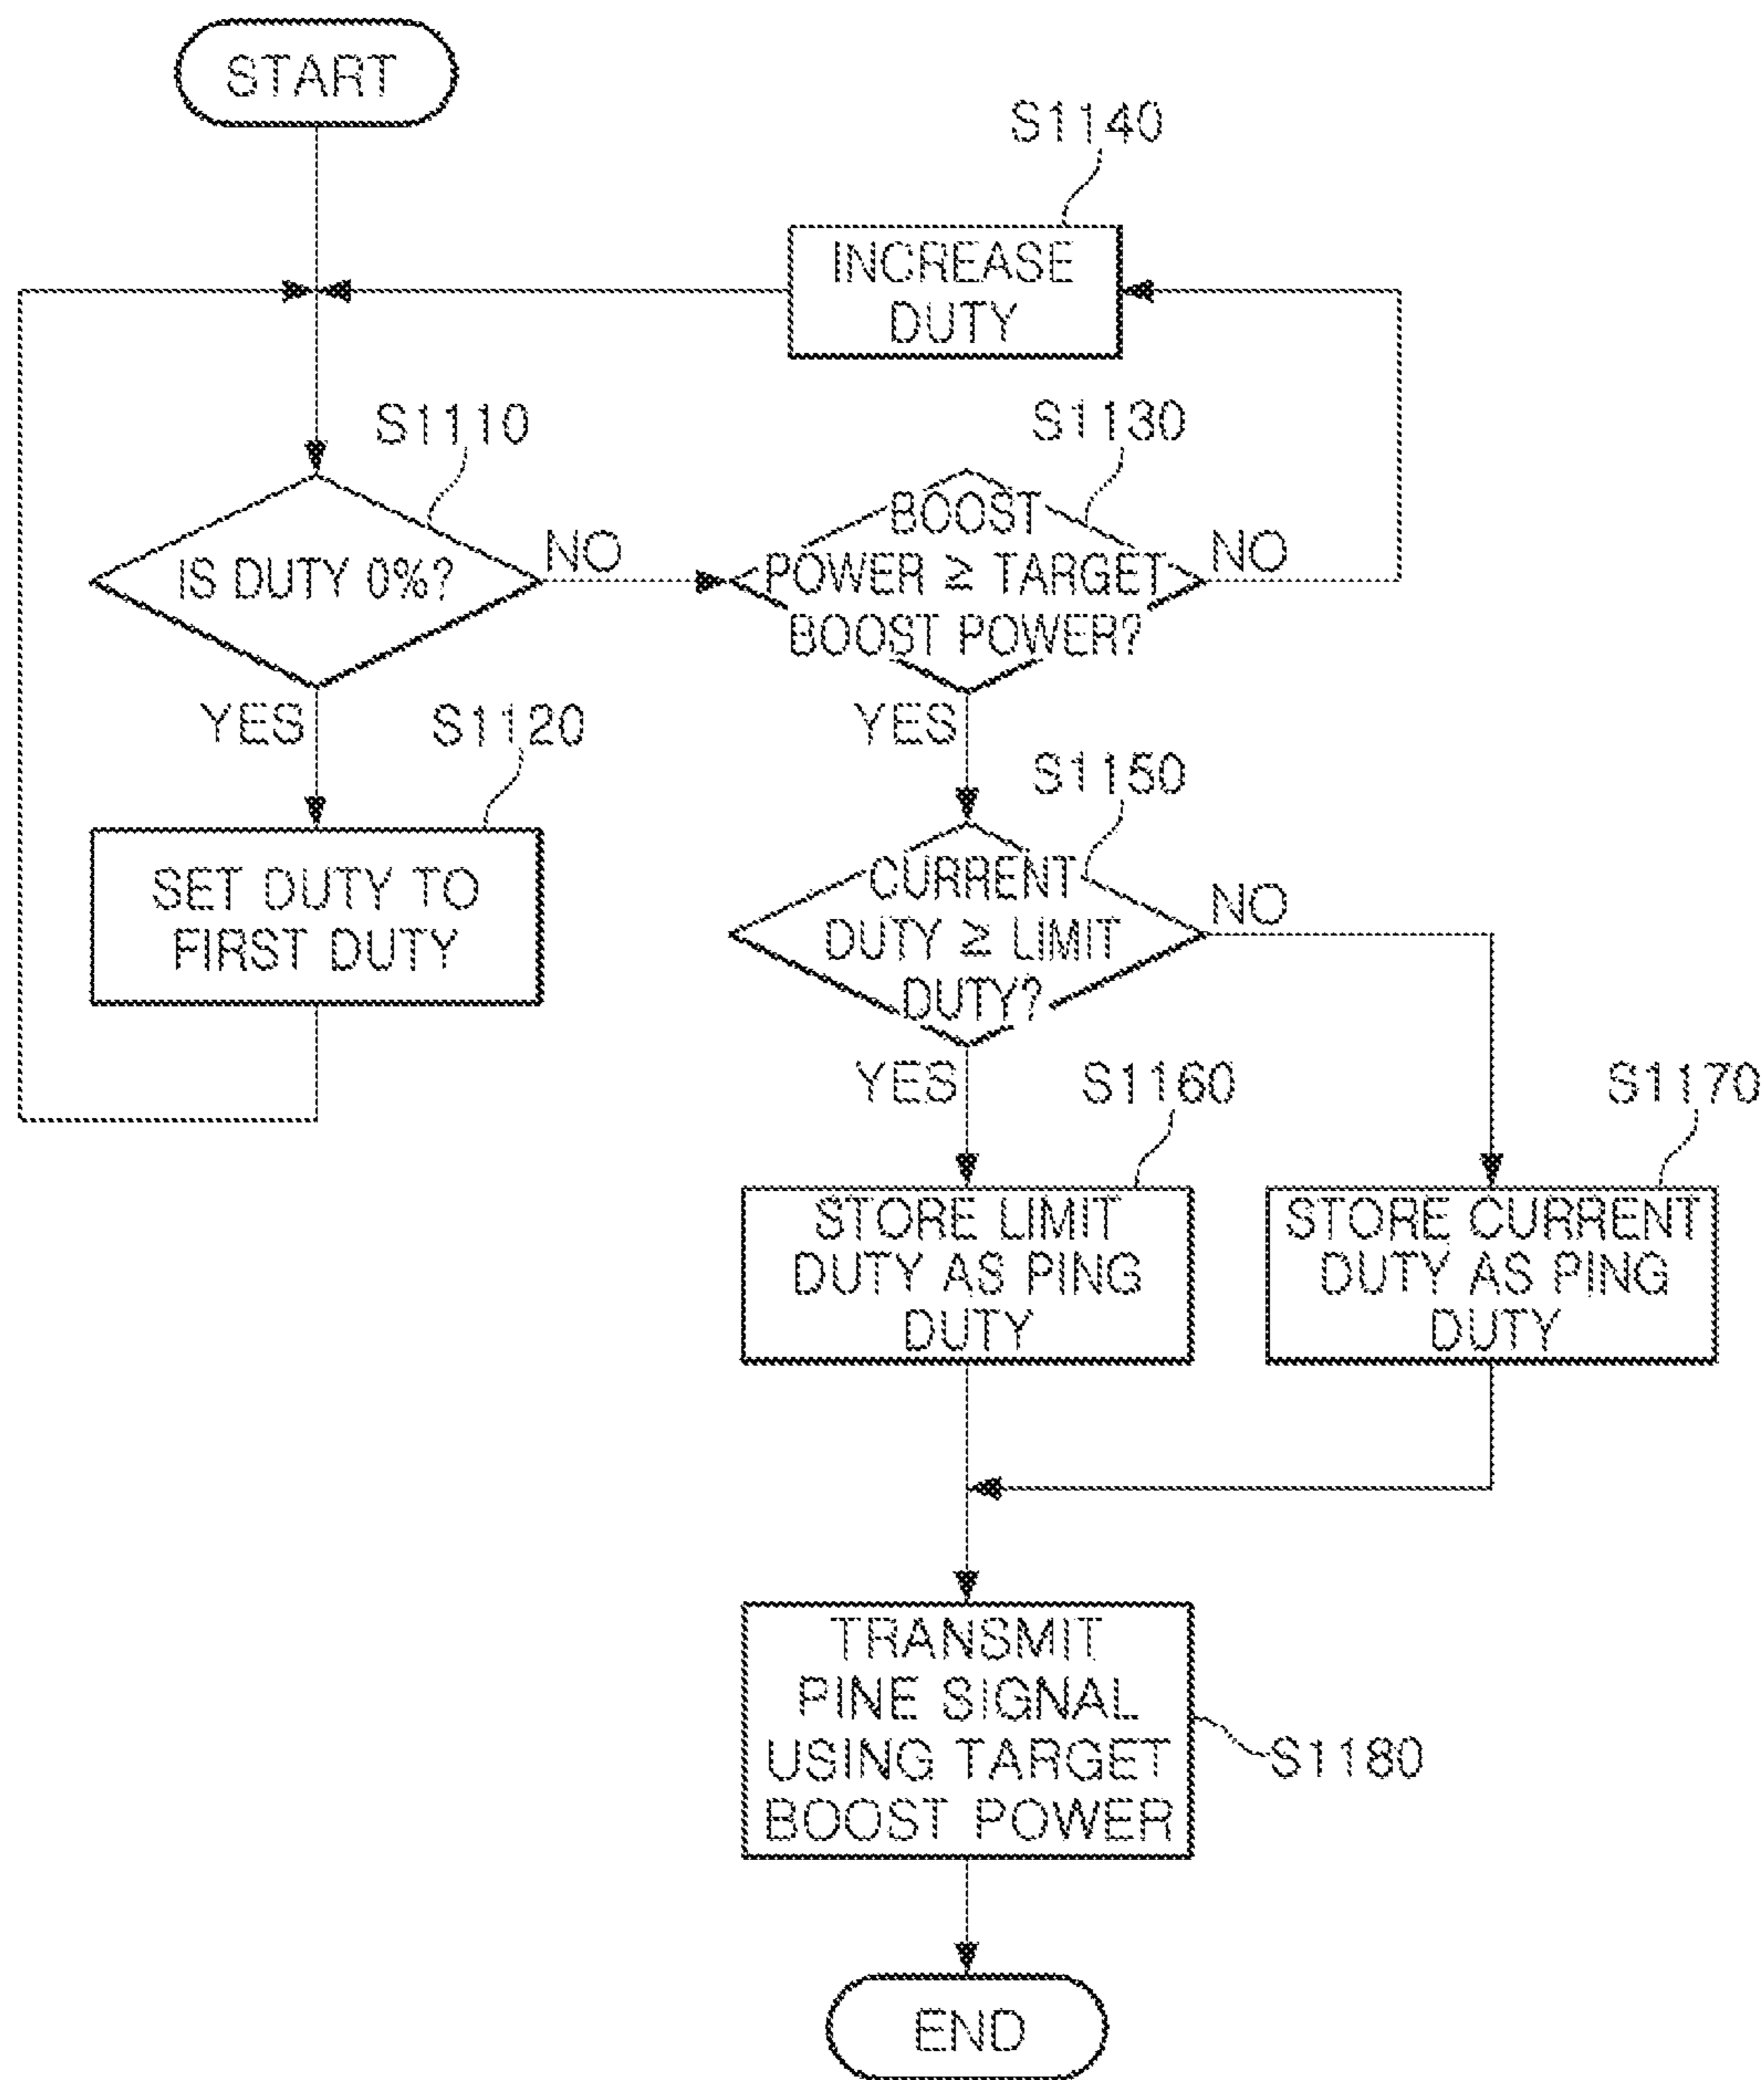 START
S1140
INCREASE
DUTY
S1110
IS DUTY 0%?
NO
YES
S1120
SET DUTY TO
FIRST DUTY
S1130
BOOST
POWER ≧ TARGET
BOOST POWER?
NO
YES
S1150
CURRENT
DUTY ≧ LIMIT
DUTY?
NO
YES
S1160
STORE LIMIT
DUTY AS PING
DUTY
S1170
STORE CURRENT
DUTY AS PING
DUTY
TRANSMIT
PINE SIGNAL
USING TARGET
BOOST POWER
S1180
END